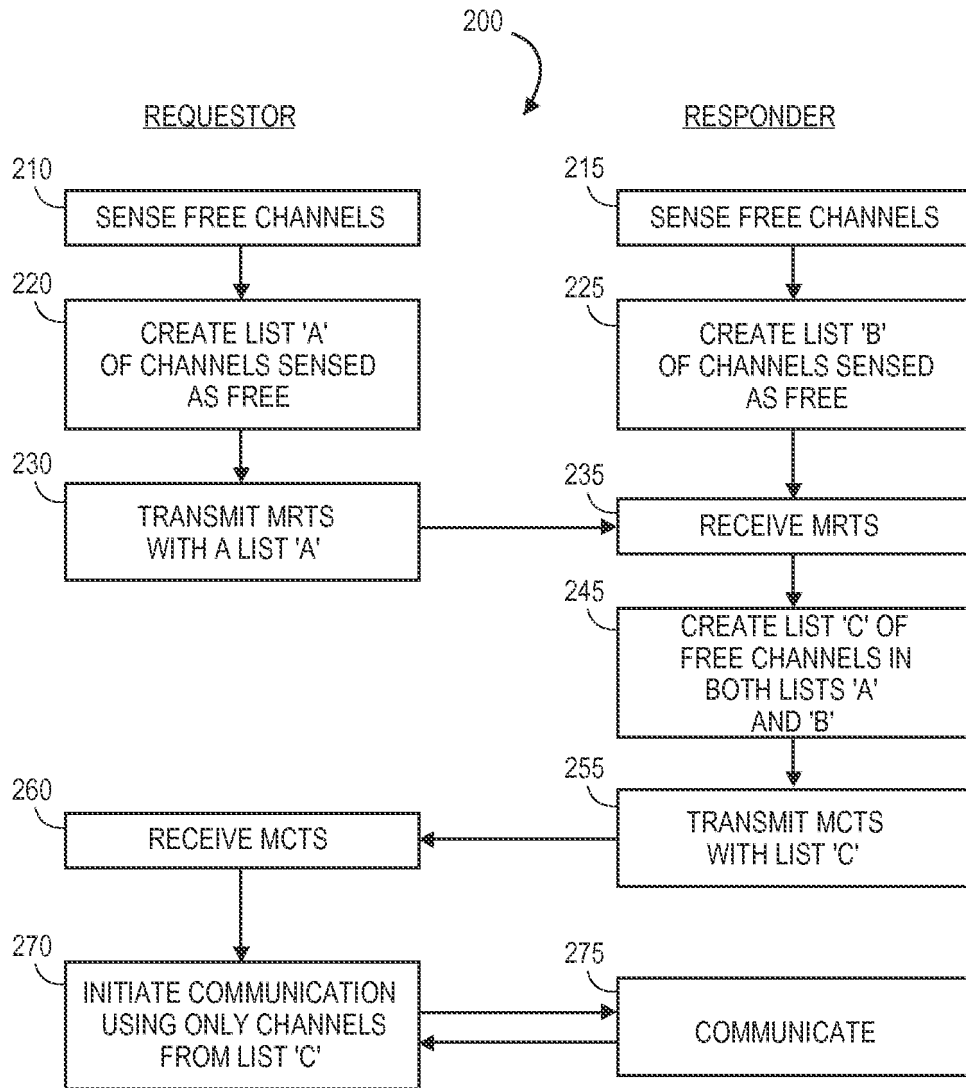 200
REQUESTOR
RESPONDER
210
SENSE FREE CHANNELS
215
SENSE FREE CHANNELS
220
CREATE LIST 'A'
OF CHANNELS SENSED
AS FREE
225
CREATE LIST 'B'
OF CHANNELS SENSED
AS FREE
230
TRANSMIT MRTS
WITH A LIST 'A'
235
RECEIVE MRTS
245
CREATE LIST 'C' OF
FREE CHANNELS IN
BOTH LISTS 'A'
AND 'B'
255
TRANSMIT MCTS
WITH LIST 'C'
260
RECEIVE MCTS
270
INITIATE COMMUNICATION
USING ONLY CHANNELS
FROM LIST 'C'
275
COMMUNICATE